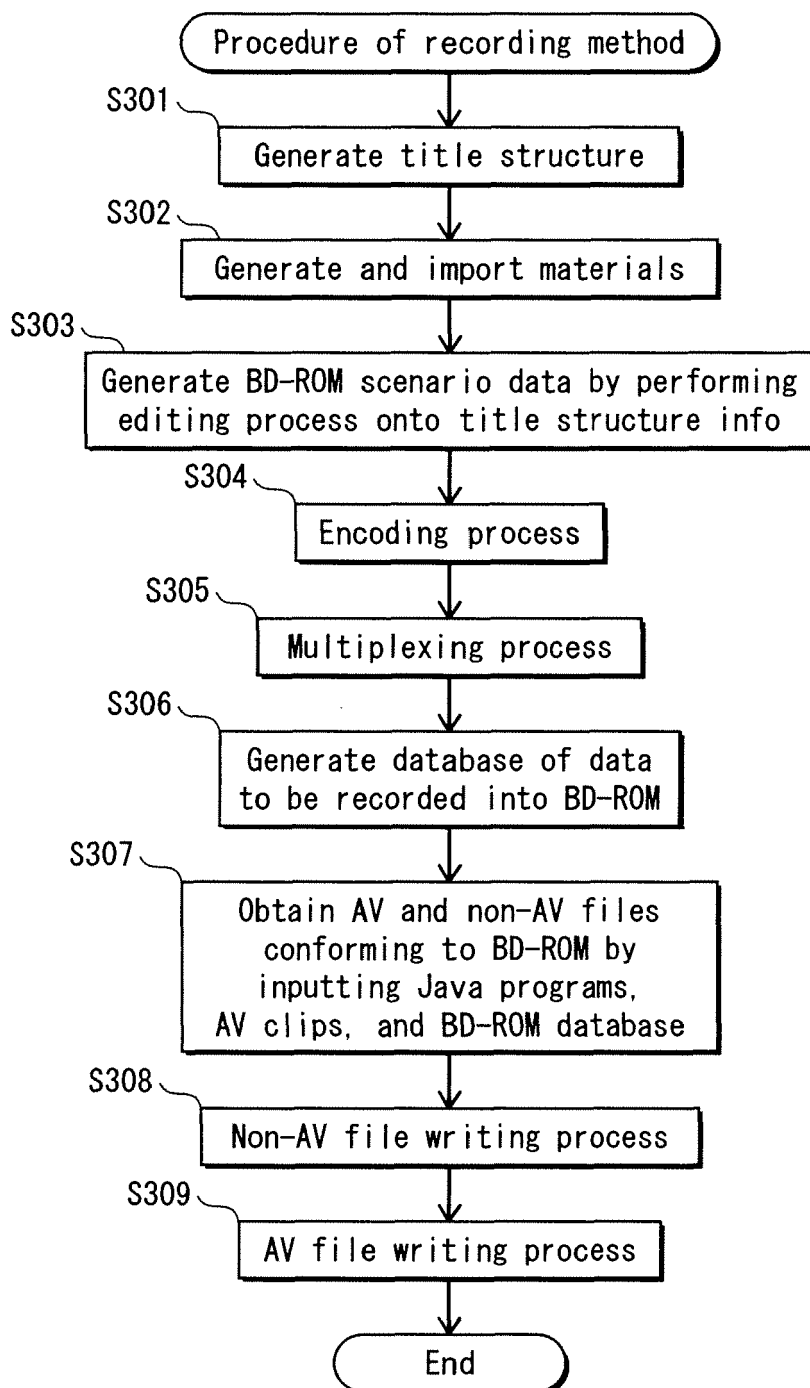 Procedure of recording method
S301
Generate title structure
S302
Generate and import materials
S303
Generate BD-ROM scenario data by performing
editing process onto title structure info
S304
Encoding process
S305
Multiplexing process
S306
Generate database of data
to be recorded into BD-ROM
S307
Obtain AV and non-AV files
conforming to BD-ROM by
inputting Java programs,
AV clips, and BD-ROM database
S308
Non-AV file writing process
S309
AV file writing process
End